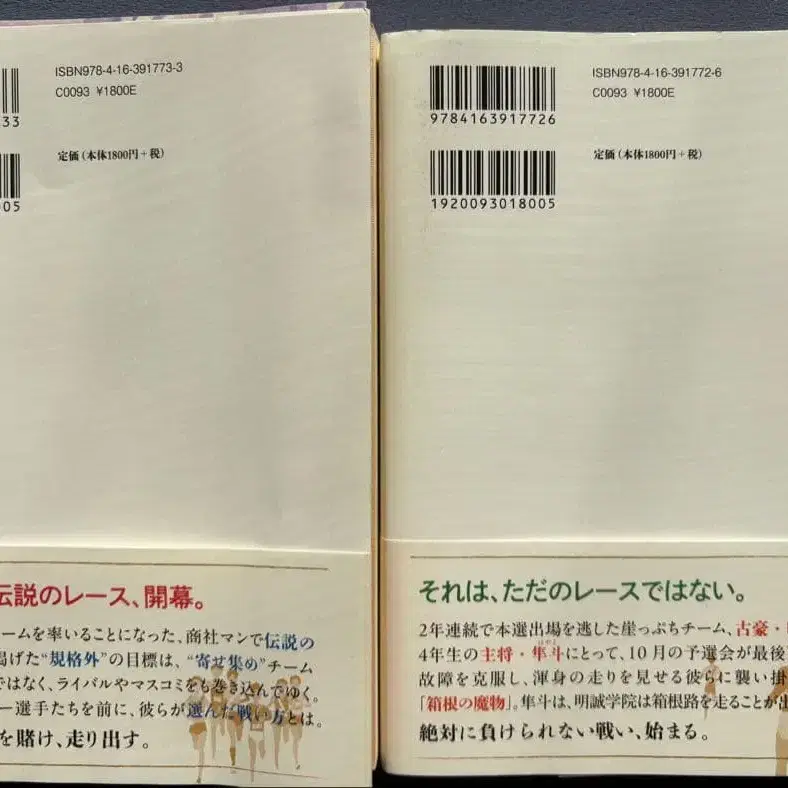 ISBN978-4-16-391773-3
C0093 ¥1800E
33
定価(本体1800円+税)
005
伝説のレース、開幕。
ームを率いることになった、商社マンで伝説の
掲げた“規格外”の目標は、“寄せ集め”チーム
ではなく、ライバルやマスコミをも巻き込んでゆく。
ー選手たちを前に、彼らが選んだ戦い方とは。
を賭け、走り出す。
ISBN978-4-16-391772-6
C0093 ¥1800E
9784163917726
定価(本体1800円+税)
1920093018005
それは、ただのレースではない。
2年連続で本選出場を逃した崖っぷちチーム、古豪・
4年生の主将・隼斗にとって、10月の予選会が最後
はやと
故障を克服し、渾身の走りを見せる彼らに襲い掛
「箱根の魔物」。隼斗は、明誠学院は箱根路を走ることが出
絶対に負けられない戦い、始まる。